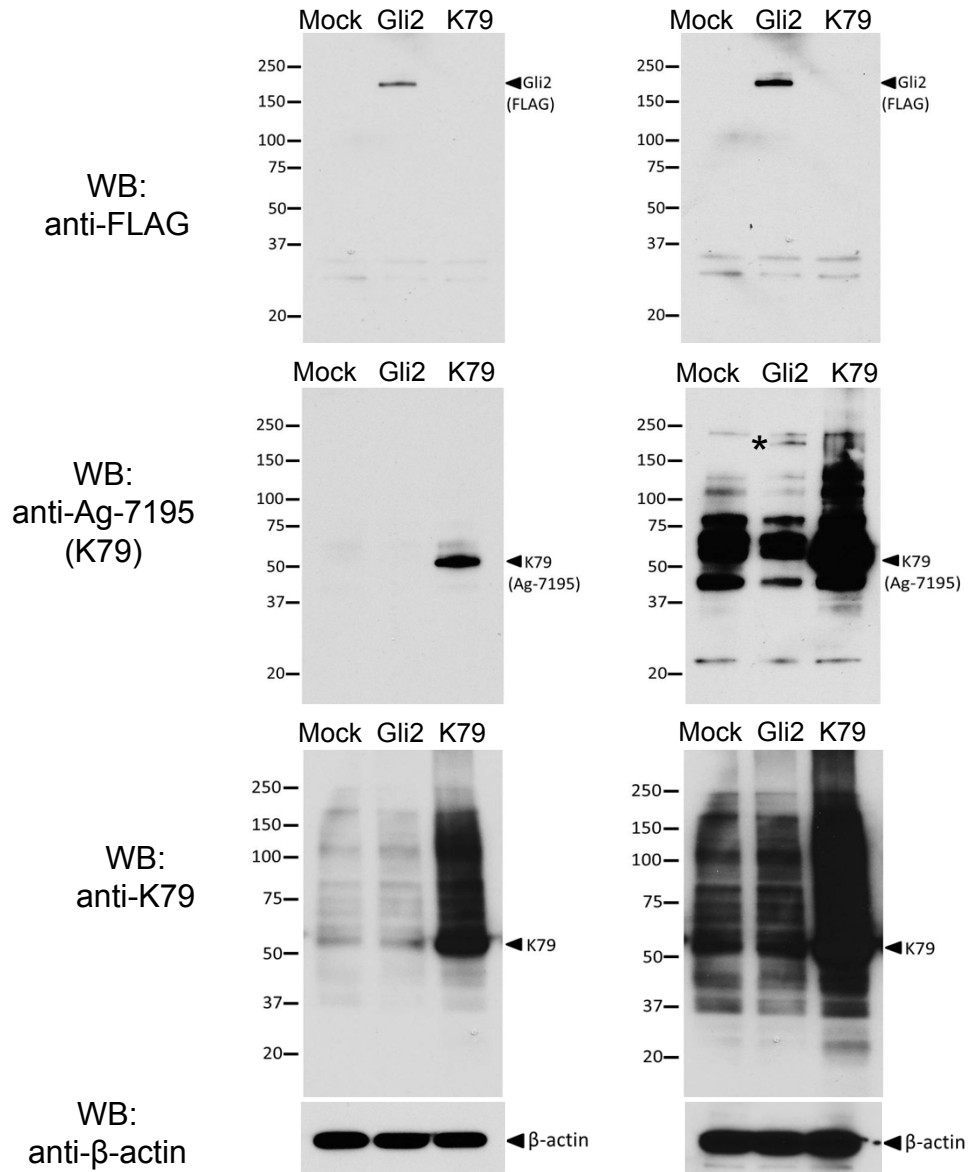 Mock Gli2 K79
250
150
100
75
50
37
20
Gli2
(FLAG)
Mock Gli2 K79
250
150
100
75
50
37
20
Gli2
(FLAG)
WB:
anti-FLAG
Mock Gli2 K79
250
150
100
75
50
37
20
K79
(Ag-7195)
Mock Gli2 K79
250
150
100
75
50
37
20
*
K79
(Ag-7195)
WB:
anti-Ag-7195
(K79)
Mock Gli2 K79
250
150
100
75
50
37
20
K79
Mock Gli2 K79
250
150
100
75
50
37
20
K79
WB:
anti-K79
WB:
anti-β-actin
β-actin
β-actin